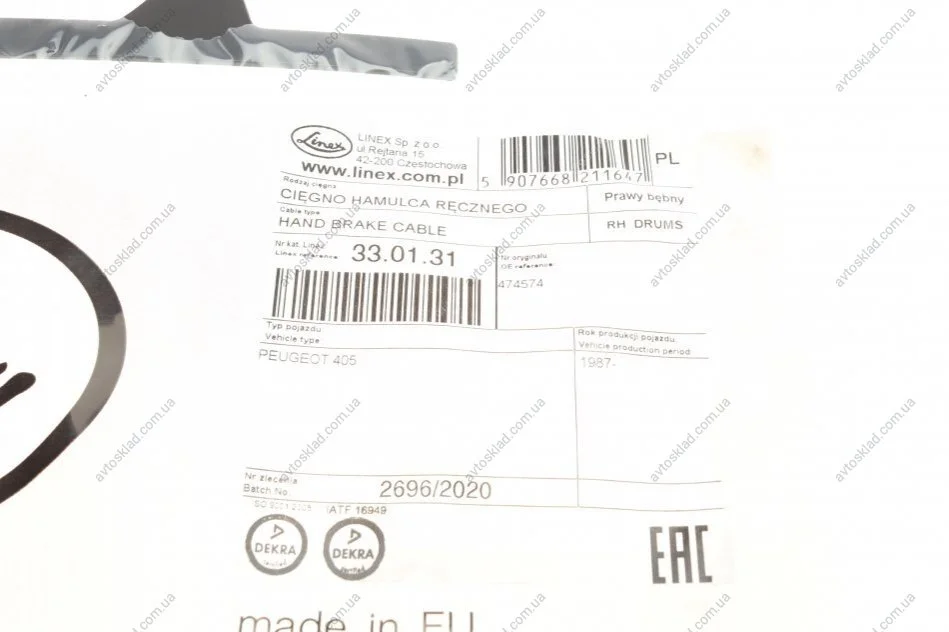 Linex
LINEX Sp. z o.o.
ul Rejtana 15
42-200 Częstochowa
www.linex.com.pl
5 907668 211647
PL
Rodzaj cięgna
CIĘGNO HAMULCA RĘCZNEGO
Prawy bębny
Cable type
HAND BRAKE CABLE
RH DRUMS
Nr kat. Linex
Linex reference
33.01.31
Nr oryginału
OE reference:
474574
Typ pojazdu
Vehicle type
Rok produkcji pojazdu
Vehicle production period
PEUGEOT 405
1987-
Nr zlecenia
Batch No.
2696/2020
ISO 9001:2008
IATF 16949
DEKRA
DEKRA
EAC
made in EU
avtosklad.com.ua